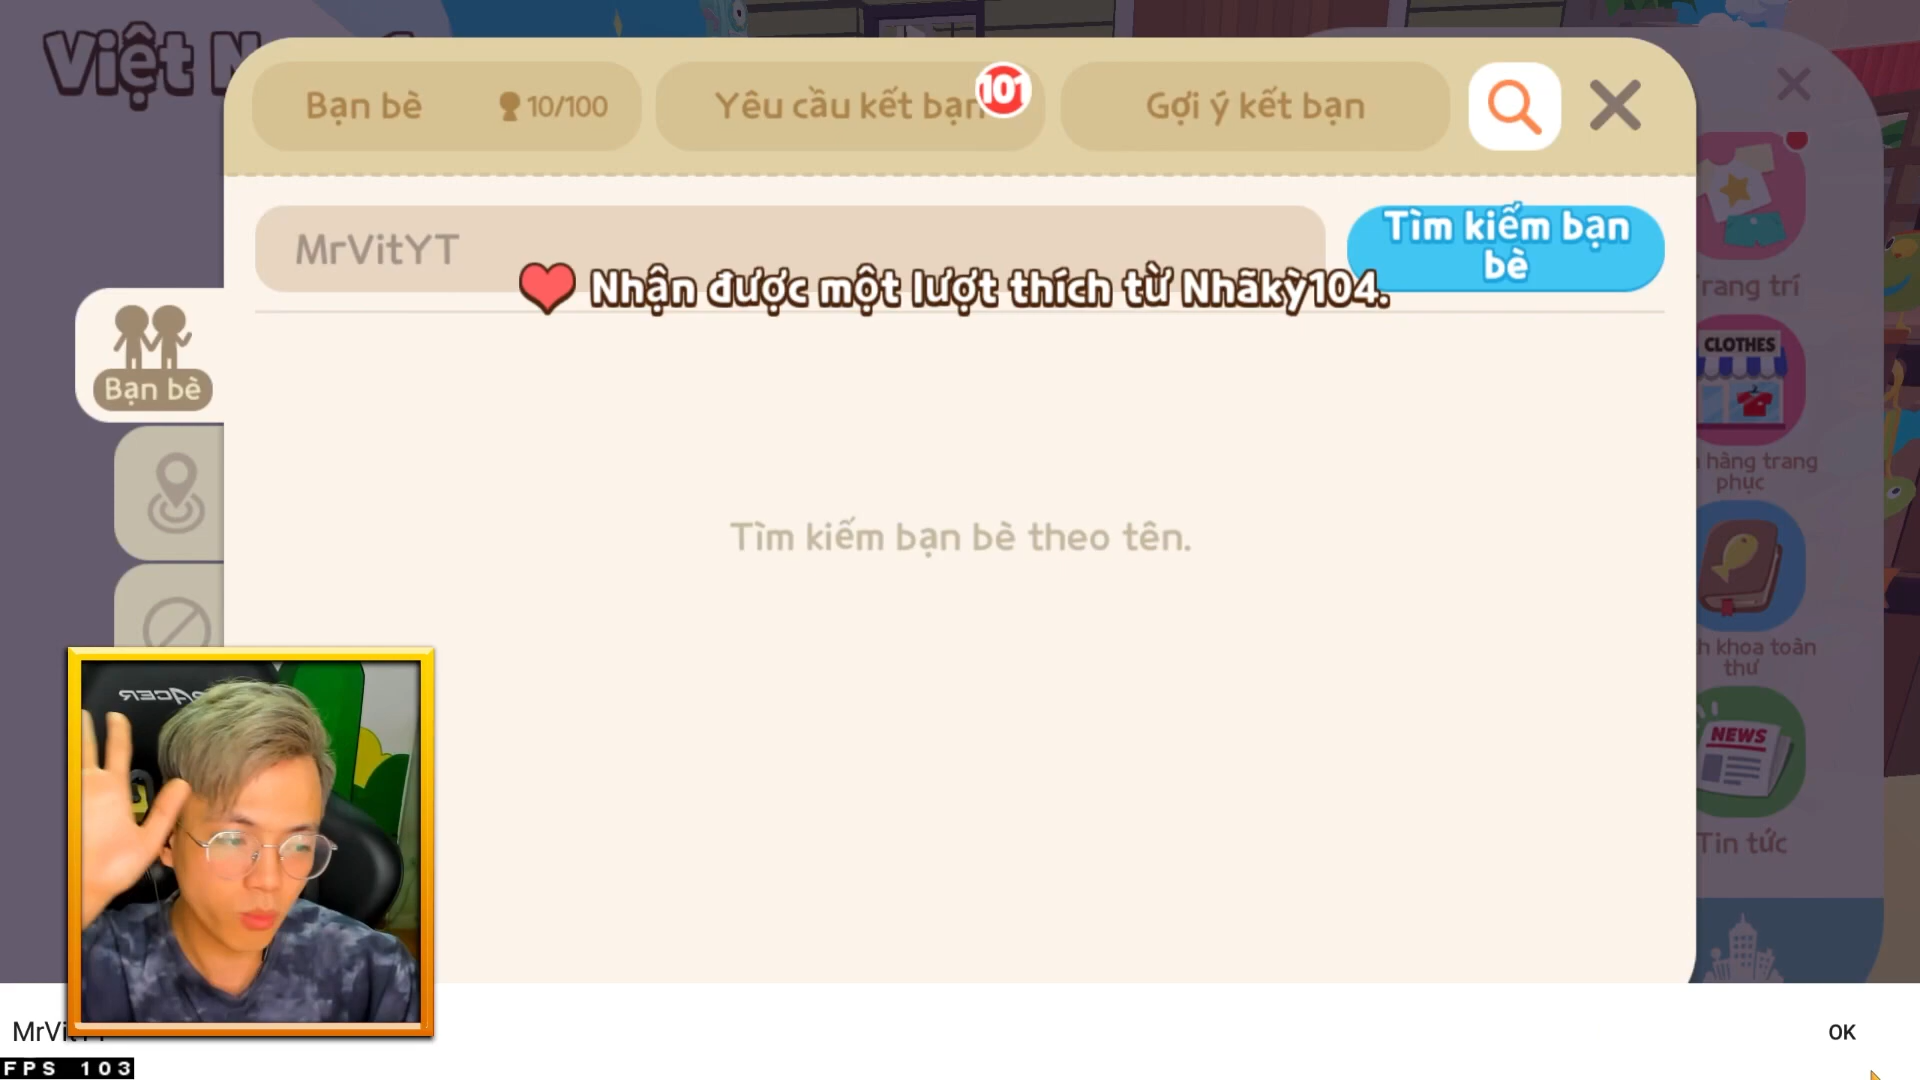 Việt N
Bạn bè
10/100
Yêu cầu kết bạn
101
Gợi ý kết bạn
MrVitYT
Tìm kiếm bạn
bè
Nhận được một lượt thích từ Nhãkỳ104.
Bạn bè
Tìm kiếm bạn bè theo tên.
rang trí
CLOTHES
hàng trang
phục
h khoa toàn
thư
NEWS
Tin tức
MrVitYT
OK
FPS 103